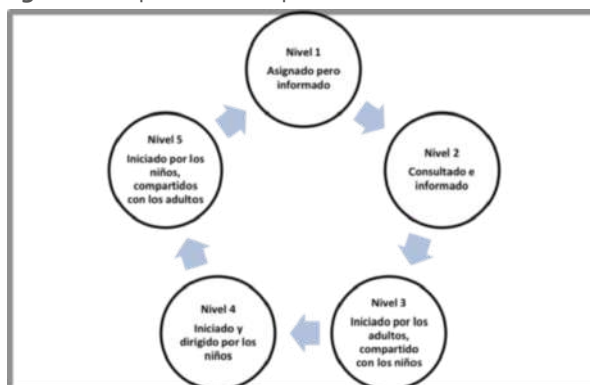 Nivel 1
Asignado pero
informado
Nivel 2
Consultado e
informado
Nivel 3
Iniciado por los
adultos,
compartido
con los niños
Nivel 4
Iniciado y
dirigido por los
niños
Nivel 5
Iniciado por los
niños,
compartidos
con los adultos